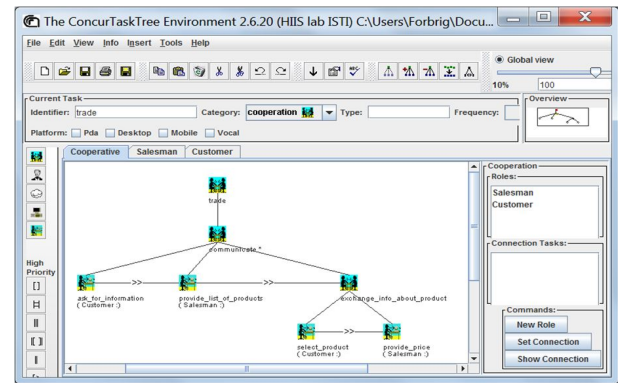 The ConcurTaskTree Environment 2.6.20 (HIIS lab ISTI) C:\Users\Forbrig\Docu...
File Edit View Info Insert Tools Help
Global view
10% 100
Current Task
Identifier: trade Category: cooperation Type: Frequency:
Platform: Pda Desktop Mobile Vocal
Overview
Cooperative Salesman Customer
High
Priority
[]
|=|
|||
|[]|
||
trade
communicate *
>> >>
ask_for_information provide_list_of_products exchange_info_about_product
( Customer :) ( Salesman :)
>>
select_product provide_price
( Customer :) ( Salesman :)
Cooperation
Roles:
Salesman
Customer
Connection Tasks:
Commands:
New Role
Set Connection
Show Connection